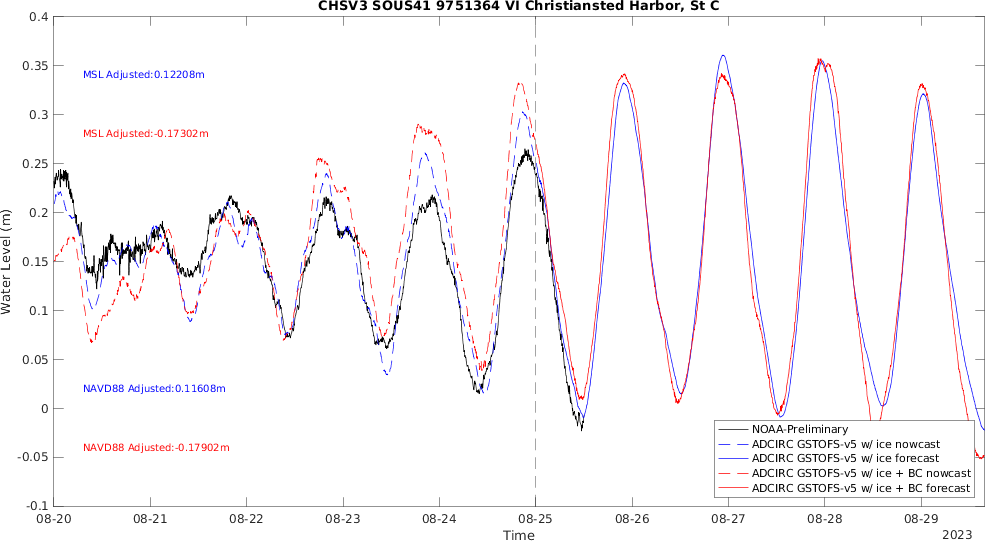 CHSV3 SOUS41 9751364 VI Christiansted Harbor, St C
0.4
0.35
0.3
0.25
0.2
0.15
0.1
0.05
0
-0.05
-0.1
Water Level (m)
MSL Adjusted:0.12208m
MSL Adjusted:-0.17302m
NAVD88 Adjusted:0.11608m
NAVD88 Adjusted:-0.17902m
NOAA-Preliminary
ADCIRC GSTOFS-v5 w/ ice nowcast
ADCIRC GSTOFS-v5 w/ ice forecast
ADCIRC GSTOFS-v5 w/ ice + BC nowcast
ADCIRC GSTOFS-v5 w/ ice + BC forecast
08-20 08-21 08-22 08-23 08-24 08-25 08-26 08-27 08-28 08-29
Time
2023